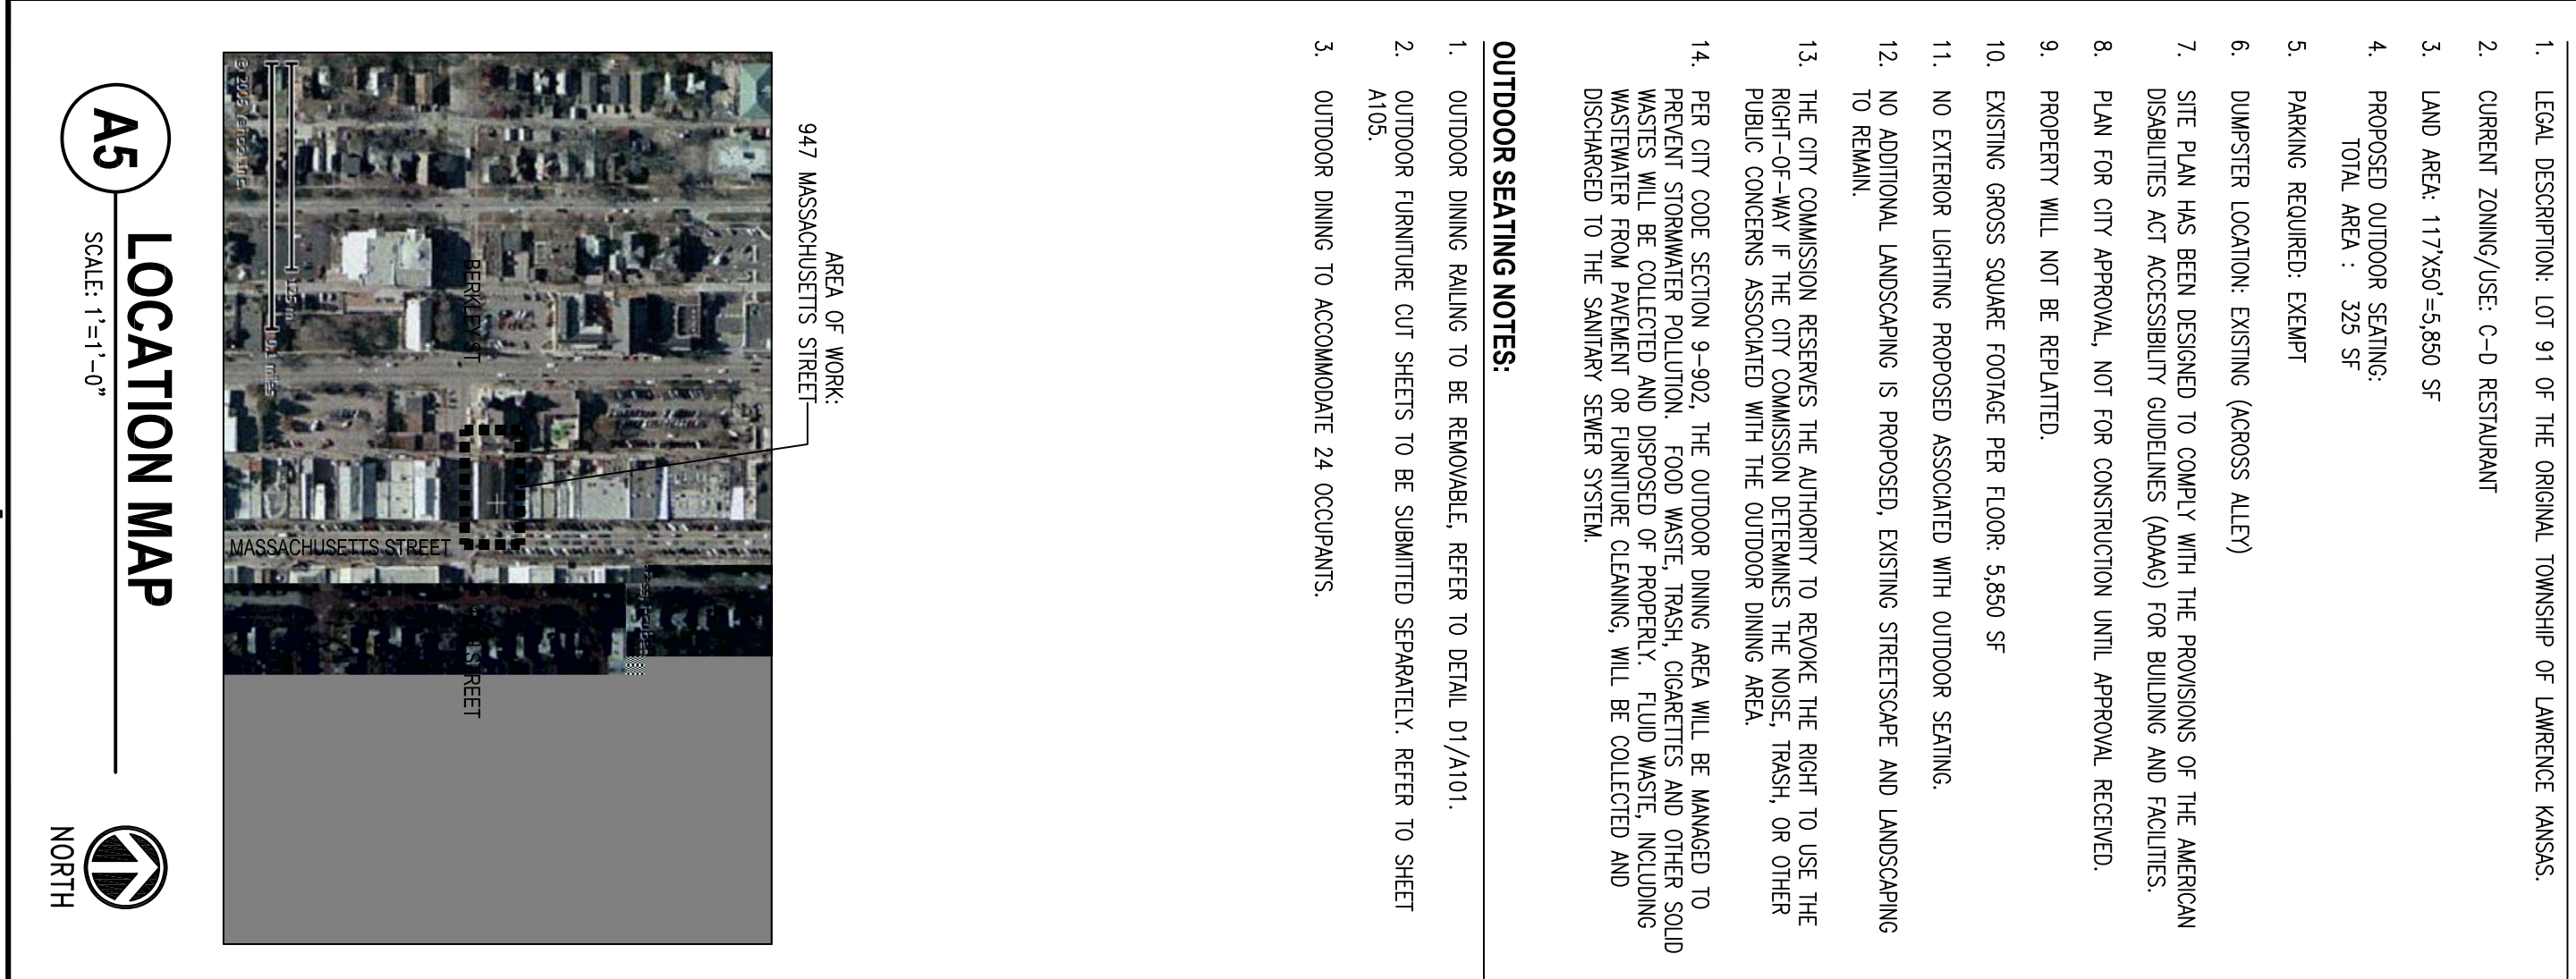 1. LEGAL DESCRIPTION: LOT 91 OF THE ORIGINAL TOWNSHIP OF LAWRENCE KANSAS.
2. CURRENT ZONING/USE: C-D RESTAURANT
3. LAND AREA: 117'X50'=5,850 SF
4. PROPOSED OUTDOOR SEATING:
TOTAL AREA : 325 SF
5. PARKING REQUIRED: EXEMPT
6. DUMPSTER LOCATION: EXISTING (ACROSS ALLEY)
7. SITE PLAN HAS BEEN DESIGNED TO COMPLY WITH THE PROVISIONS OF THE AMERICAN
DISABILITIES ACT ACCESSIBILITY GUIDELINES (ADAAG) FOR BUILDING AND FACILITIES.
8. PLAN FOR CITY APPROVAL, NOT FOR CONSTRUCTION UNTIL APPROVAL RECEIVED.
9. PROPERTY WILL NOT BE REPLATTED.
10. EXISTING GROSS SQUARE FOOTAGE PER FLOOR: 5,850 SF
11. NO EXTERIOR LIGHTING PROPOSED ASSOCIATED WITH OUTDOOR SEATING.
12. NO ADDITIONAL LANDSCAPING IS PROPOSED, EXISTING STREETSCAPE AND LANDSCAPING
TO REMAIN.
13. THE CITY COMMISSION RESERVES THE AUTHORITY TO REVOKE THE RIGHT TO USE THE
RIGHT-OF-WAY IF THE CITY COMMISSION DETERMINES THE NOISE, TRASH, OR OTHER
PUBLIC CONCERNS ASSOCIATED WITH THE OUTDOOR DINING AREA.
14. PER CITY CODE SECTION 9-902, THE OUTDOOR DINING AREA WILL BE MANAGED TO
PREVENT STORMWATER POLLUTION. FOOD WASTE, TRASH, CIGARETTES AND OTHER SOLID
WASTES WILL BE COLLECTED AND DISPOSED OF PROPERLY. FLUID WASTE, INCLUDING
WASTEWATER FROM PAVEMENT OR FURNITURE CLEANING, WILL BE COLLECTED AND
DISCHARGED TO THE SANITARY SEWER SYSTEM.
OUTDOOR SEATING NOTES:
1. OUTDOOR DINING RAILING TO BE REMOVABLE, REFER TO DETAIL D1/A101.
2. OUTDOOR FURNITURE CUT SHEETS TO BE SUBMITTED SEPARATELY. REFER TO SHEET
A105.
3. OUTDOOR DINING TO ACCOMMODATE 24 OCCUPANTS.
AREA OF WORK:
947 MASSACHUSETTS STREET
BERKLEY ST
MASSACHUSETTS STREET
STREET
125 m
A5
LOCATION MAP
SCALE: 1'=1'-0"
NORTH